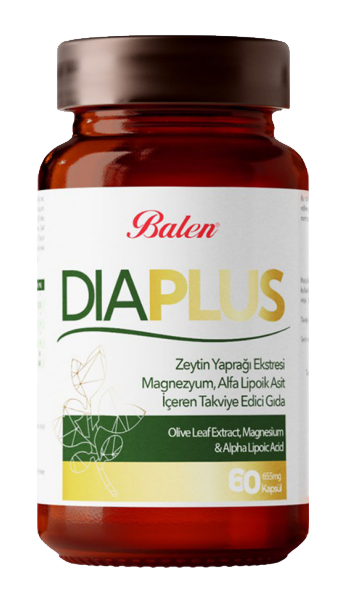 Balen®
DIAPLUS
Zeytin Yaprağı Ekstresi
Magnezyum, Alfa Lipoik Asit
İçeren Takviye Edici Gıda
Olive Leaf Extract, Magnesium
& Alpha Lipoic Acid
60 655mg
Kapsül